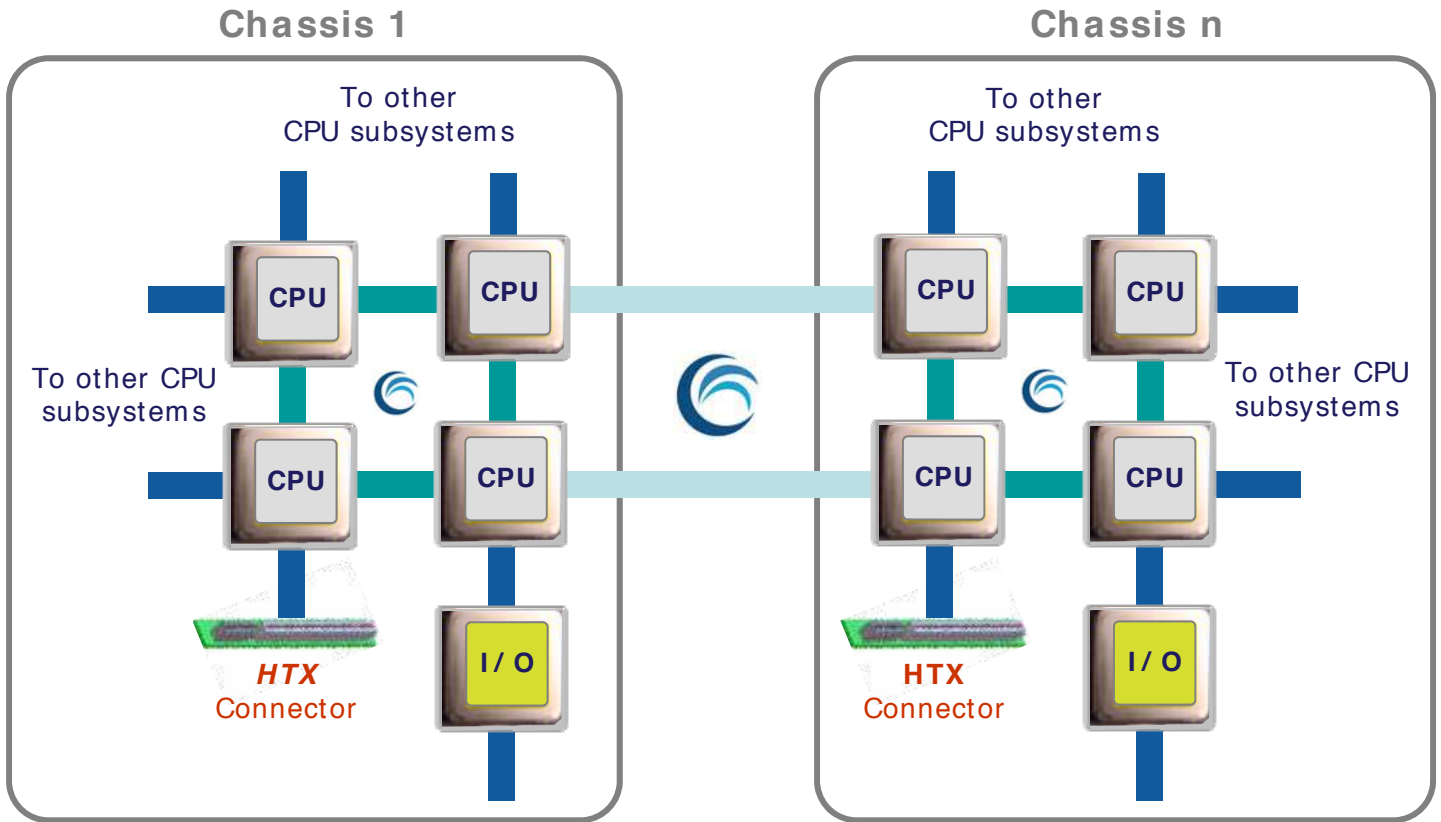 Chassis 1
Chassis n
To other
CPU subsystems
To other
CPU subsystems
CPU
CPU
CPU
CPU
To other CPU
subsystems
To other CPU
subsystems
CPU
CPU
CPU
CPU
HTX
Connector
I/O
HTX
Connector
I/O